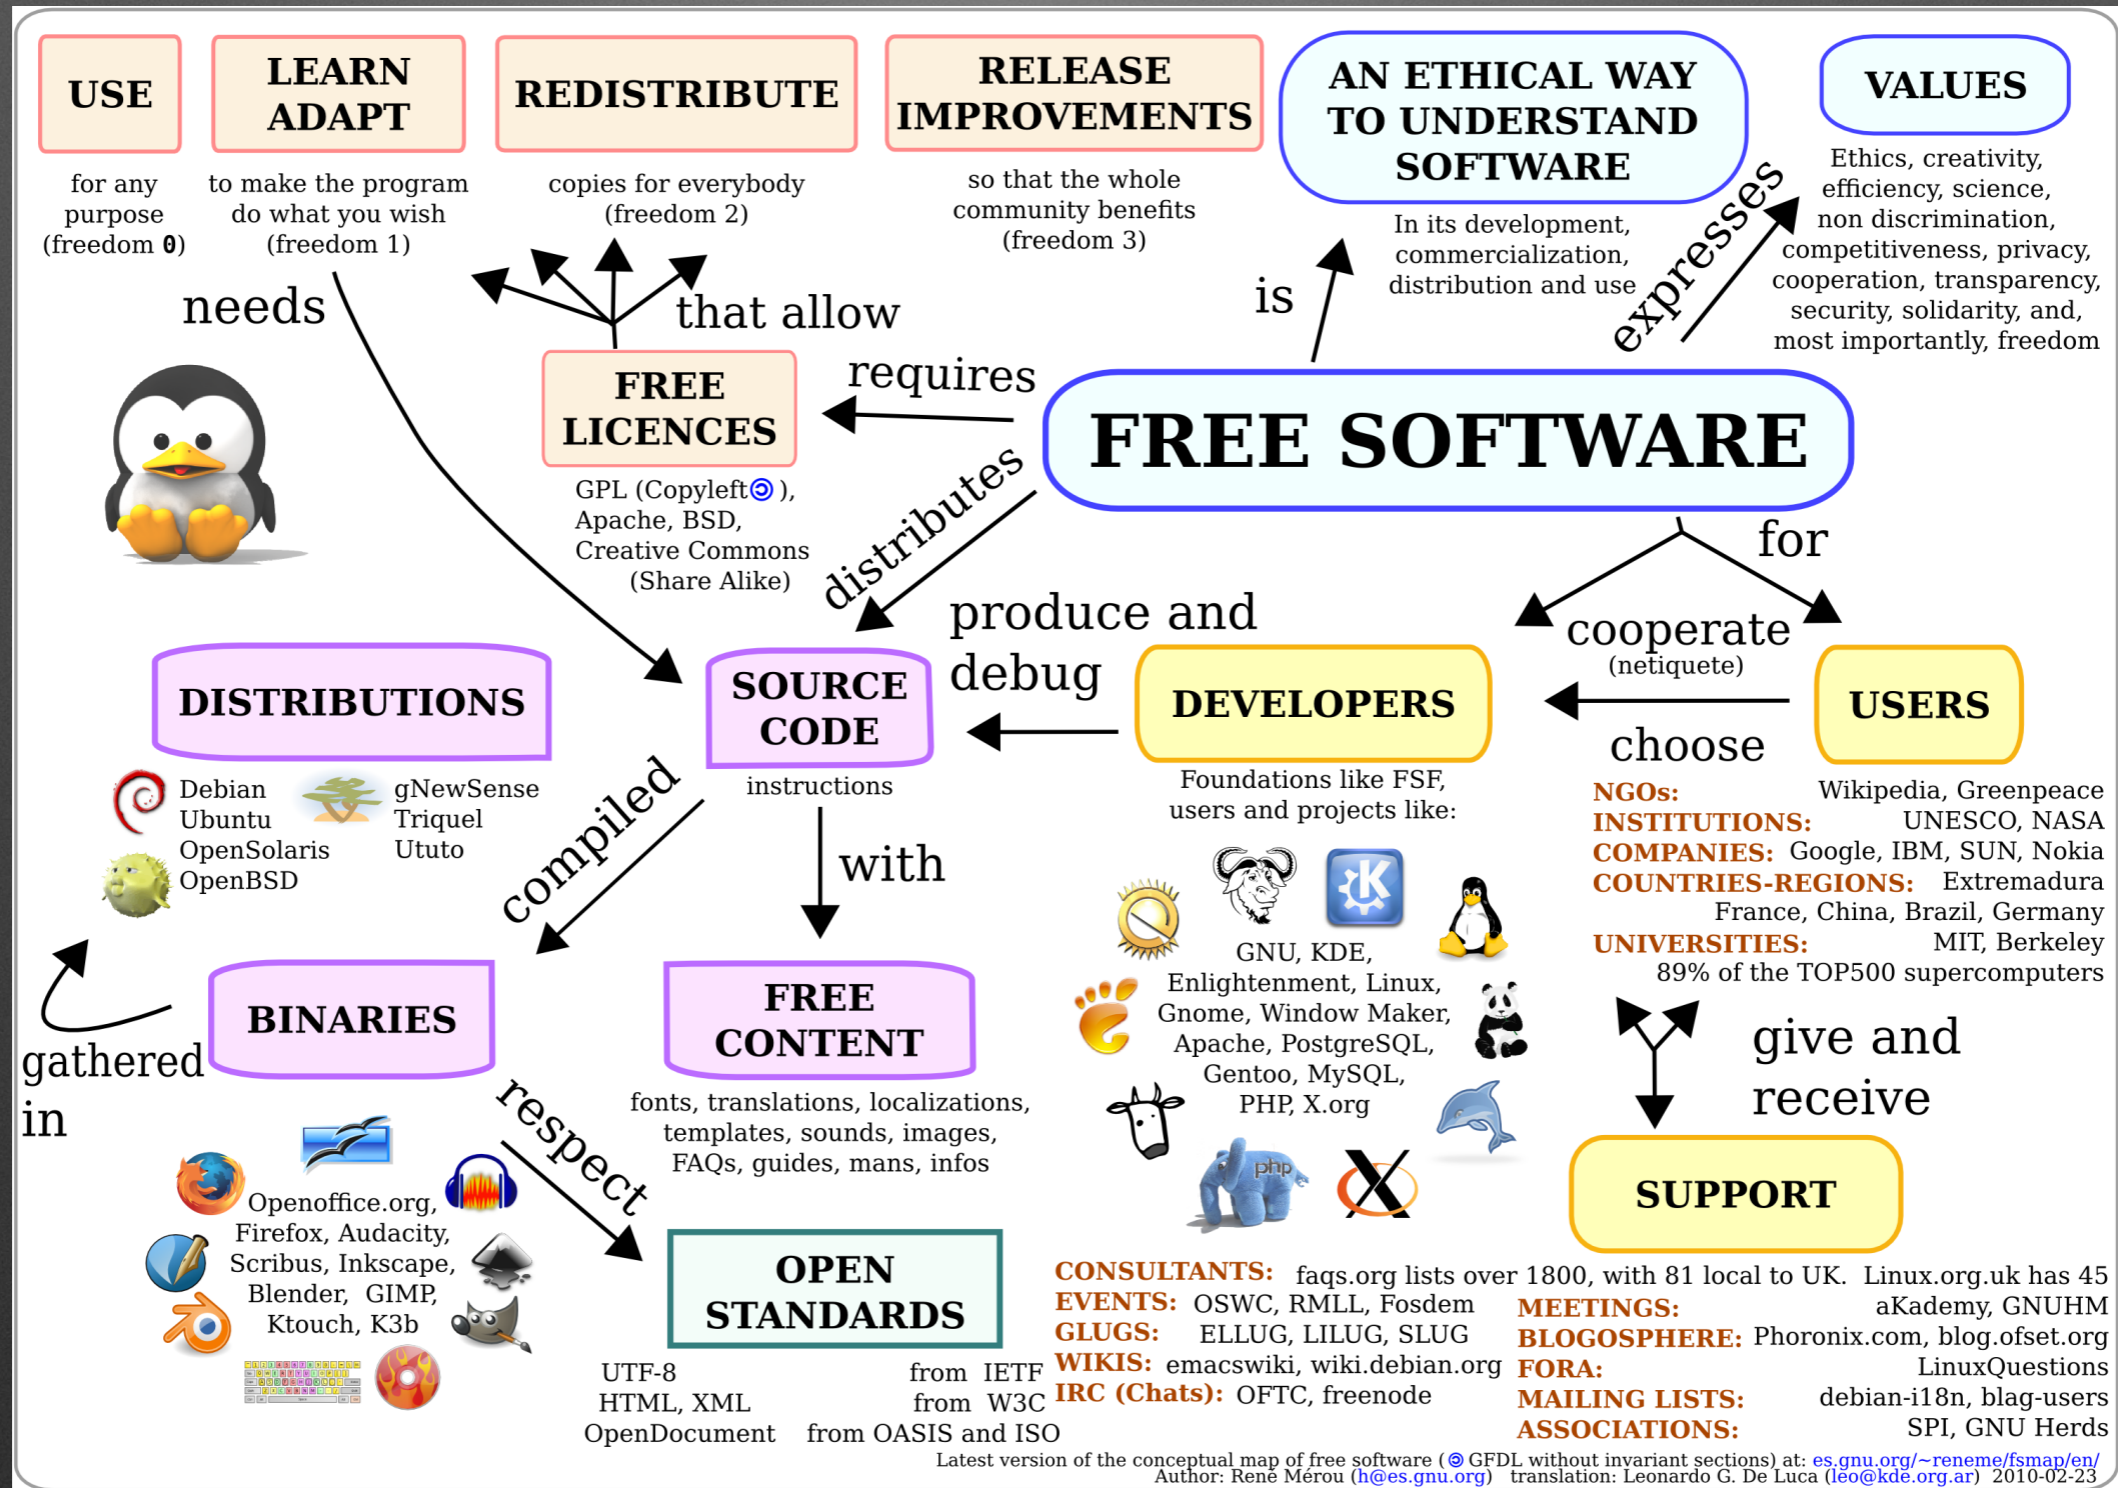 USE
for any
purpose
(freedom 0)
LEARN
ADAPT
to make the program
do what you wish
(freedom 1)
REDISTRIBUTE
copies for everybody
(freedom 2)
RELEASE
IMPROVEMENTS
so that the whole
community benefits
(freedom 3)
AN ETHICAL WAY
TO UNDERSTAND
SOFTWARE
In its development,
commercialization,
distribution and use
VALUES
Ethics, creativity,
efficiency, science,
non discrimination,
competitiveness, privacy,
cooperation, transparency,
security, solidarity, and,
most importantly, freedom
needs
that allow
is
expresses
FREE
LICENCES
GPL (Copyleft),
Apache, BSD,
Creative Commons
(Share Alike)
requires
FREE SOFTWARE
distributes
for
DISTRIBUTIONS
Debian
Ubuntu
OpenSolaris
OpenBSD
gNewSense
Triquel
Ututo
SOURCE
CODE
instructions
produce and
debug
DEVELOPERS
Foundations like FSF,
users and projects like:
GNU, KDE,
Enlightenment, Linux,
Gnome, Window Maker,
Apache, PostgreSQL,
Gentoo, MySQL,
PHP, X.org
php
cooperate
(netiquete)
choose
USERS
NGOs: Wikipedia, Greenpeace
INSTITUTIONS: UNESCO, NASA
COMPANIES: Google, IBM, SUN, Nokia
COUNTRIES-REGIONS: Extremadura
France, China, Brazil, Germany
UNIVERSITIES: MIT, Berkeley
89% of the TOP500 supercomputers
compiled
with
gathered
in
BINARIES
Openoffice.org,
Firefox, Audacity,
Scribus, Inkscape,
Blender, GIMP,
Ktouch, K3b
respect
FREE
CONTENT
fonts, translations, localizations,
templates, sounds, images,
FAQs, guides, mans, infos
OPEN
STANDARDS
UTF-8 from IETF
HTML, XML from W3C
OpenDocument from OASIS and ISO
give and
receive
SUPPORT
CONSULTANTS: faqs.org lists over 1800, with 81 local to UK. Linux.org.uk has 45
EVENTS: OSWC, RMLL, Fosdem
GLUGS: ELLUG, LILUG, SLUG
WIKIS: emacswiki, wiki.debian.org
IRC (Chats): OFTC, freenode
MEETINGS: aKademy, GNUHM
BLOGOSPHERE: Phoronix.com, blog.ofset.org
FORA: LinuxQuestions
MAILING LISTS: debian-i18n, blag-users
ASSOCIATIONS: SPI, GNU Herds
Latest version of the conceptual map of free software (GFDL without invariant sections) at: es.gnu.org/~reneme/fsmap/en/
Author: René Mérou (h@es.gnu.org) translation: Leonardo G. De Luca (leo@kde.org.ar) 2010-02-23